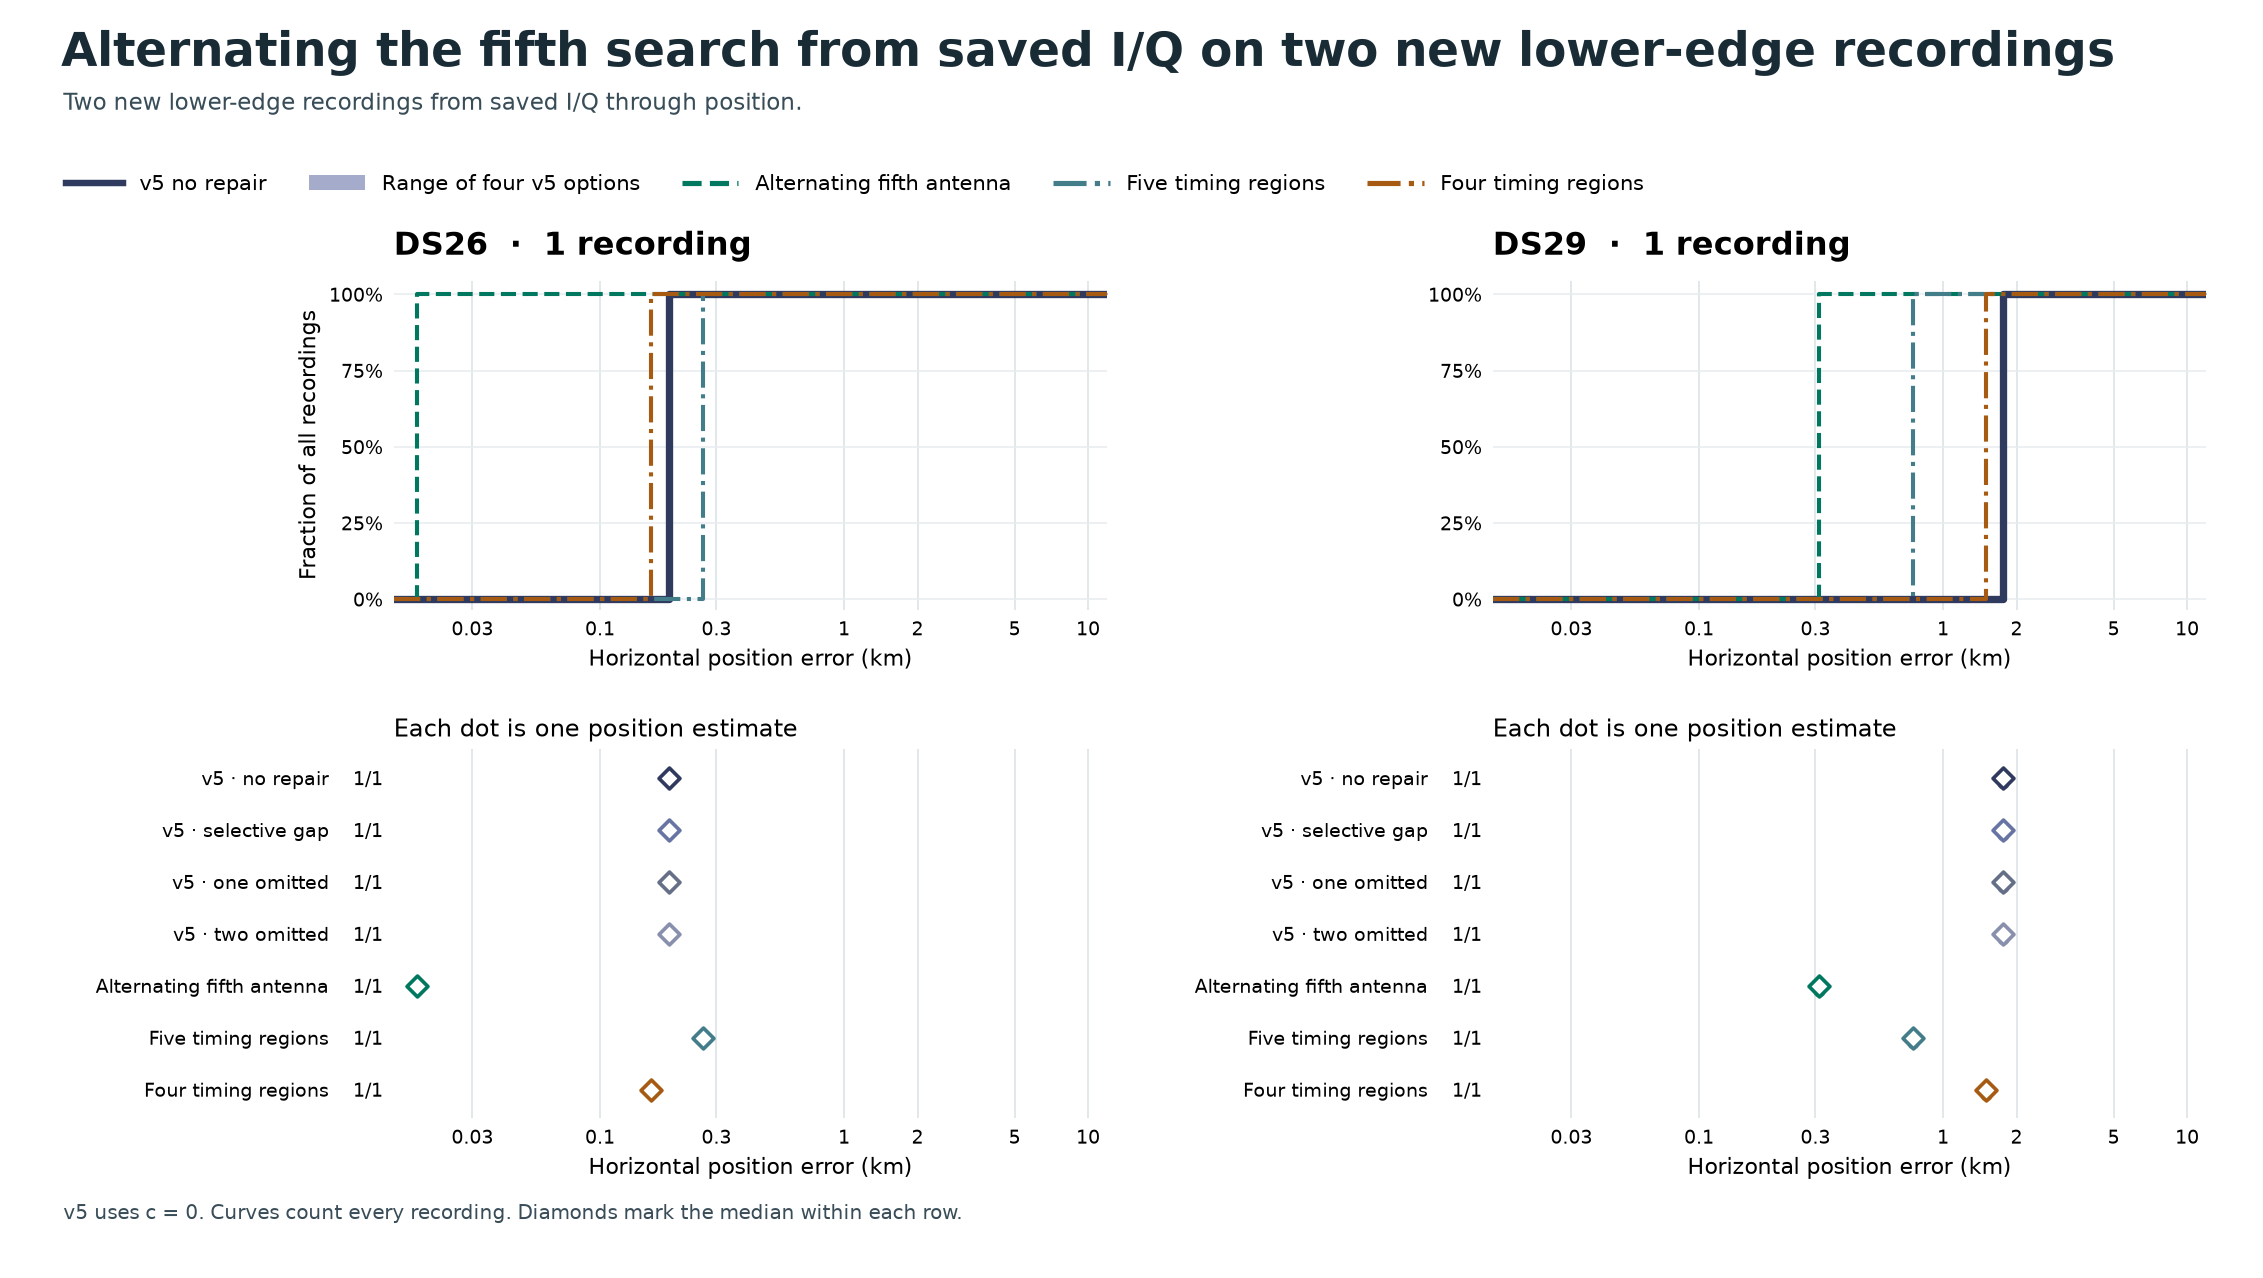 Alternating the fifth search from saved I/Q on two new lower-edge recordings
Two new lower-edge recordings from saved I/Q through position.
v5 no repair
Range of four v5 options
Alternating fifth antenna
Five timing regions
Four timing regions
DS26 · 1 recording
Fraction of all recordings
100%
75%
50%
25%
0%
0.03 0.1 0.3 1 2 5 10
Horizontal position error (km)
DS29 · 1 recording
100%
75%
50%
25%
0%
0.03 0.1 0.3 1 2 5 10
Horizontal position error (km)
Each dot is one position estimate
v5 · no repair 1/1
v5 · selective gap 1/1
v5 · one omitted 1/1
v5 · two omitted 1/1
Alternating fifth antenna 1/1
Five timing regions 1/1
Four timing regions 1/1
0.03 0.1 0.3 1 2 5 10
Horizontal position error (km)
Each dot is one position estimate
v5 · no repair 1/1
v5 · selective gap 1/1
v5 · one omitted 1/1
v5 · two omitted 1/1
Alternating fifth antenna 1/1
Five timing regions 1/1
Four timing regions 1/1
0.03 0.1 0.3 1 2 5 10
Horizontal position error (km)
v5 uses c = 0. Curves count every recording. Diamonds mark the median within each row.